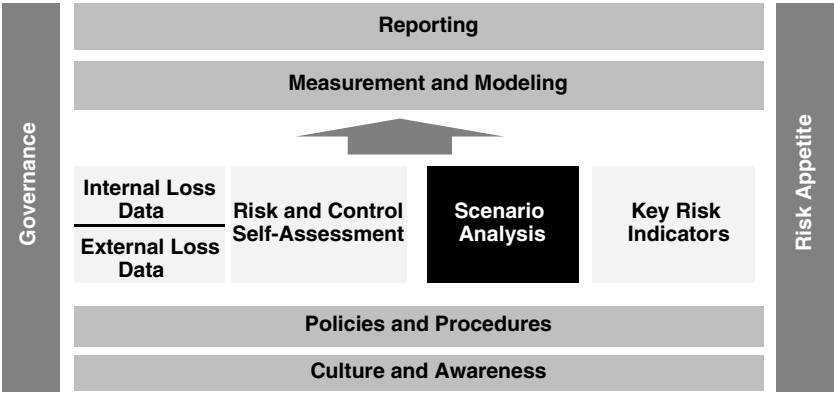 Governance
Reporting
Measurement and Modeling
Internal Loss
Data
External Loss
Data
Risk and Control
Self-Assessment
Scenario
Analysis
Key Risk
Indicators
Policies and Procedures
Culture and Awareness
Risk Appetite